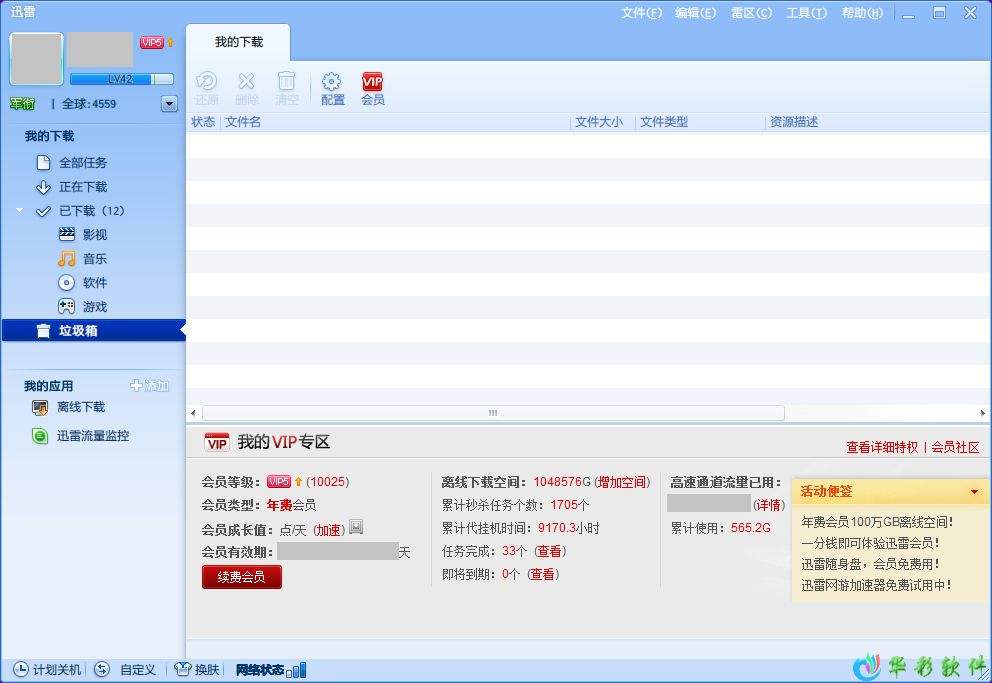 迅雷
文件(F) 编辑(E) 雷区(C) 工具(T) 帮助(H)
VIP5
LV42
军衔 | 全球:4559
我的下载
还原 删除 清空 配置 VIP 会员
状态 文件名 文件大小 文件类型 资源描述
我的下载
全部任务
正在下载
已下载（12）
影视
音乐
软件
游戏
垃圾箱
我的应用 添加
离线下载
迅雷流量监控
VIP 我的VIP专区
查看详细特权 | 会员社区
会员等级: VIP5 (10025)
会员类型: 年费会员
会员成长值: 点/天 (加速)
会员有效期: 天
续费会员
离线下载空间: 1048576G (增加空间)
累计秒杀任务个数: 1705个
累计代挂机时间: 9170.3小时
任务完成: 33个 (查看)
即将到期: 0个 (查看)
高速通道流量已用:
(详情)
累计使用: 565.2G
活动便签
年费会员100万GB离线空间！
一分钱即可体验迅雷会员！
迅雷随身盘，会员免费用！
迅雷网游加速器免费试用中！
计划关机 自定义 换肤 网络状态
华彩软件